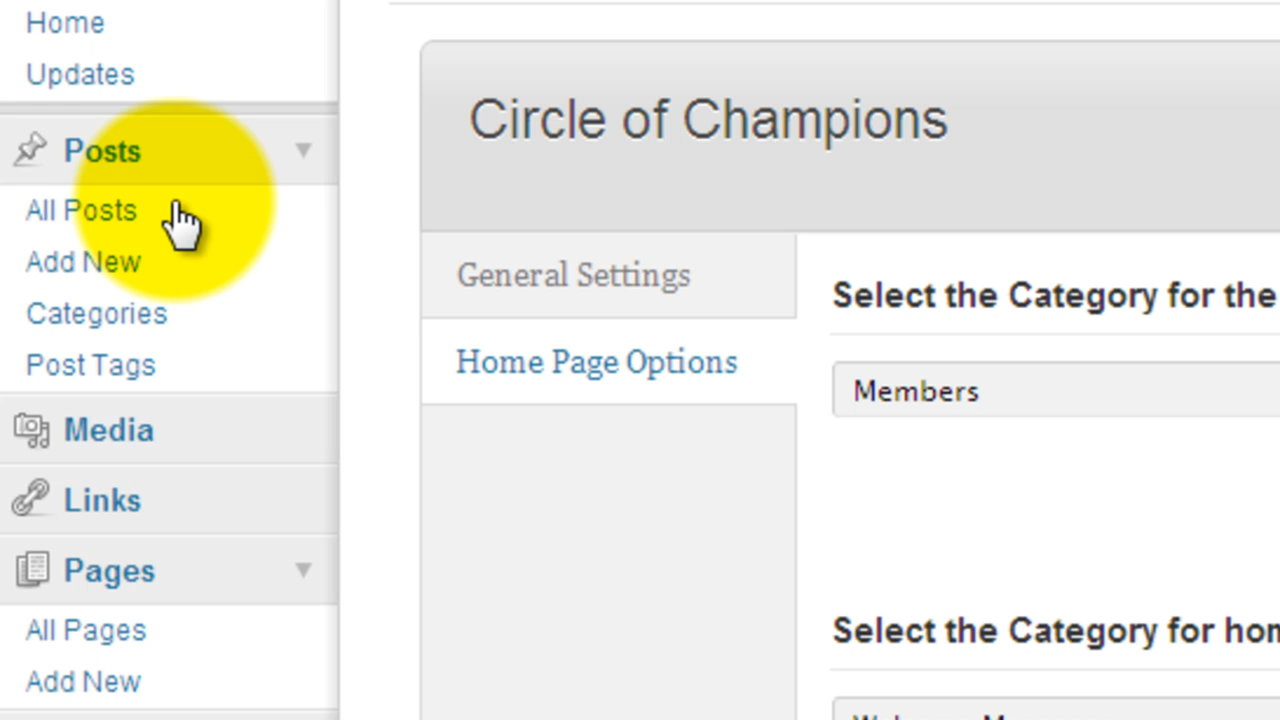 Home
Updates
Posts
All Posts
Add New
Categories
Post Tags
Media
Links
Pages
All Pages
Add New
Circle of Champions
General Settings
Home Page Options
Select the Category for the
Members
Select the Category for